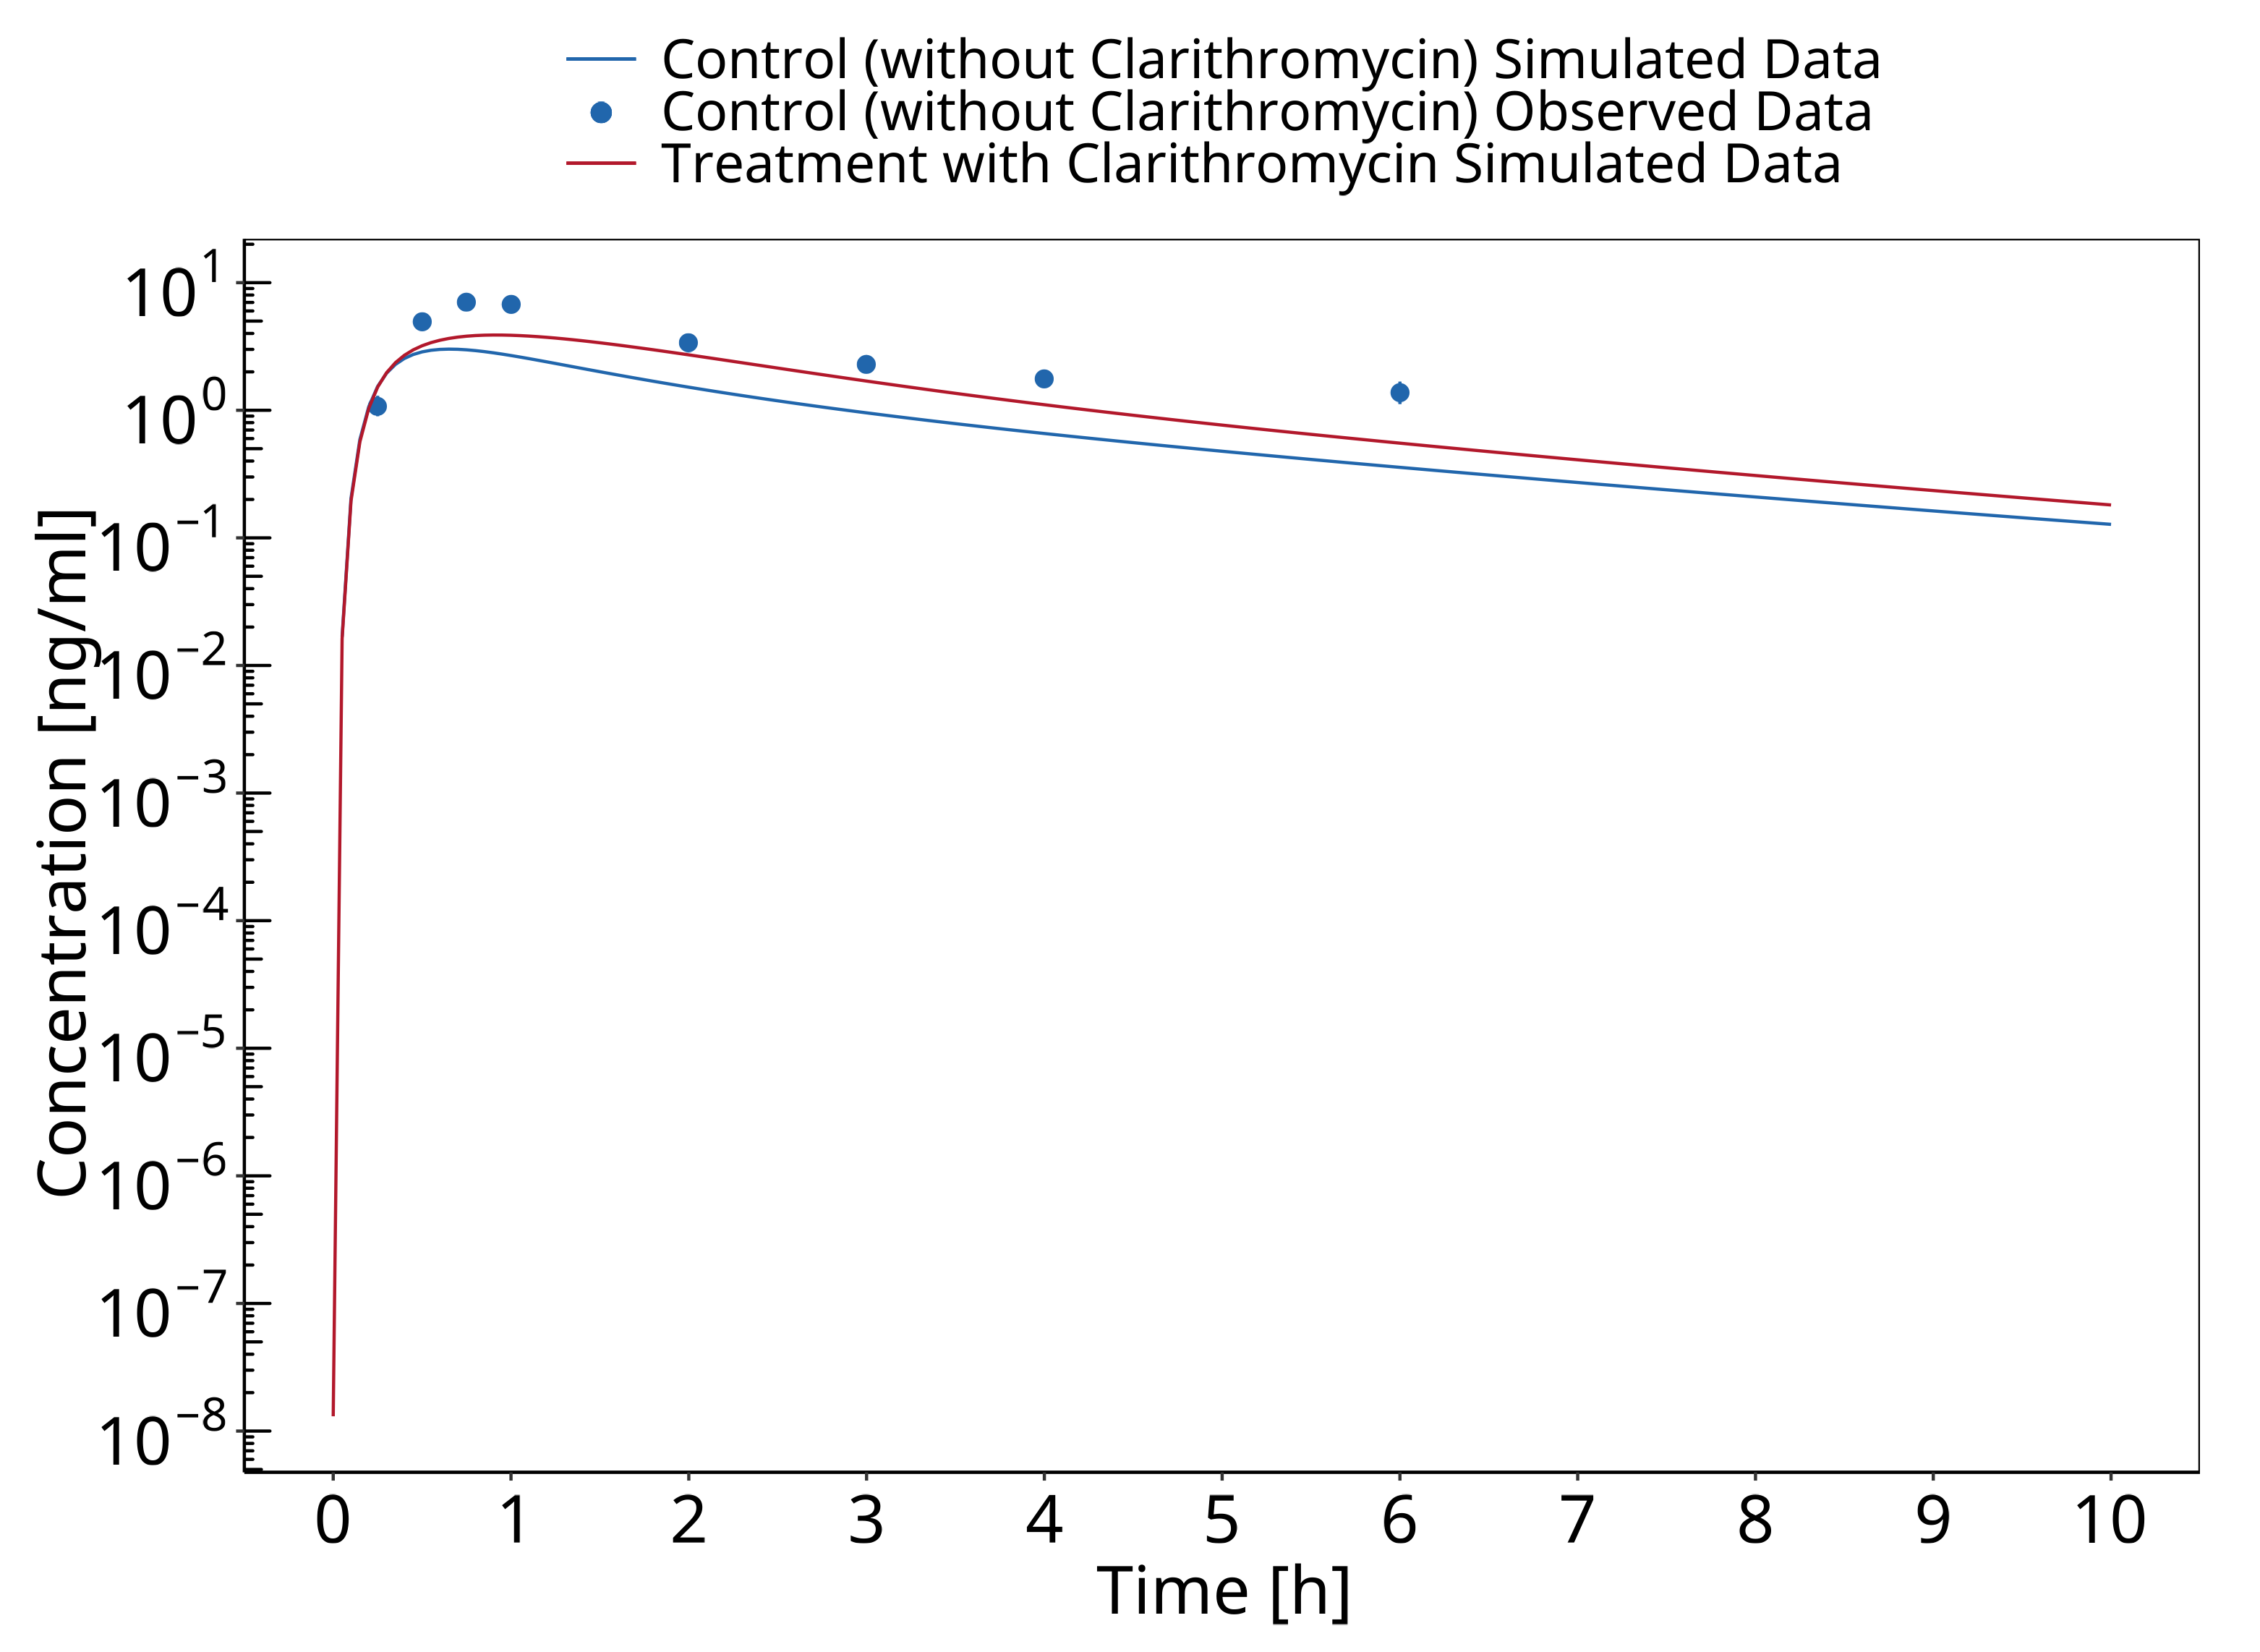 Control (without Clarithromycin) Simulated Data
Control (without Clarithromycin) Observed Data
Treatment with Clarithromycin Simulated Data
Concentration [ng/ml]
10^1
10^0
10^−1
10^−2
10^−3
10^−4
10^−5
10^−6
10^−7
10^−8
0 1 2 3 4 5 6 7 8 9 10
Time [h]